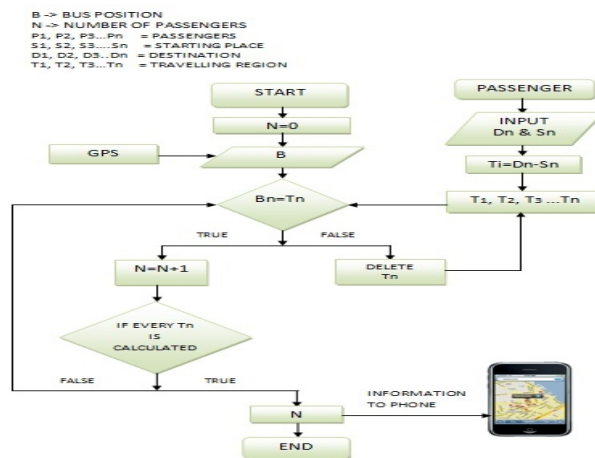 B -> BUS POSITION
N -> NUMBER OF PASSENGERS
P1, P2, P3...Pn = PASSENGERS
S1, S2, S3....Sn = STARTING PLACE
D1, D2, D3..Dn = DESTINATION
T1, T2, T3...Tn = TRAVELLING REGION
START
PASSENGER
N=0
INPUT
Dn & Sn
GPS
B
Ti=Dn-Sn
Bn=Tn
T1, T2, T3 ...Tn
TRUE
FALSE
N=N+1
DELETE
Tn
IF EVERY Tn
IS
CALCULATED
FALSE
TRUE
INFORMATION
TO PHONE
N
END